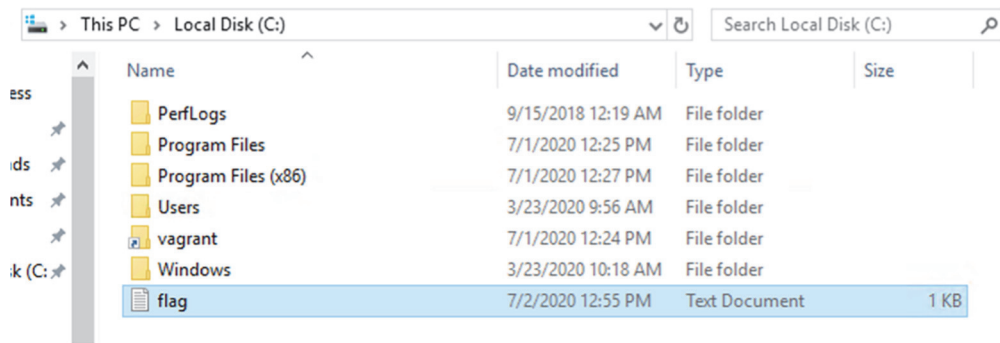 This PC > Local Disk (C:) Search Local Disk (C:)
Name Date modified Type Size
ess
PerfLogs 9/15/2018 12:19 AM File folder
Program Files 7/1/2020 12:25 PM File folder
ds Program Files (x86) 7/1/2020 12:27 PM File folder
nts Users 3/23/2020 9:56 AM File folder
vagrant 7/1/2020 12:24 PM File folder
k (C: Windows 3/23/2020 10:18 AM File folder
flag 7/2/2020 12:55 PM Text Document 1 KB